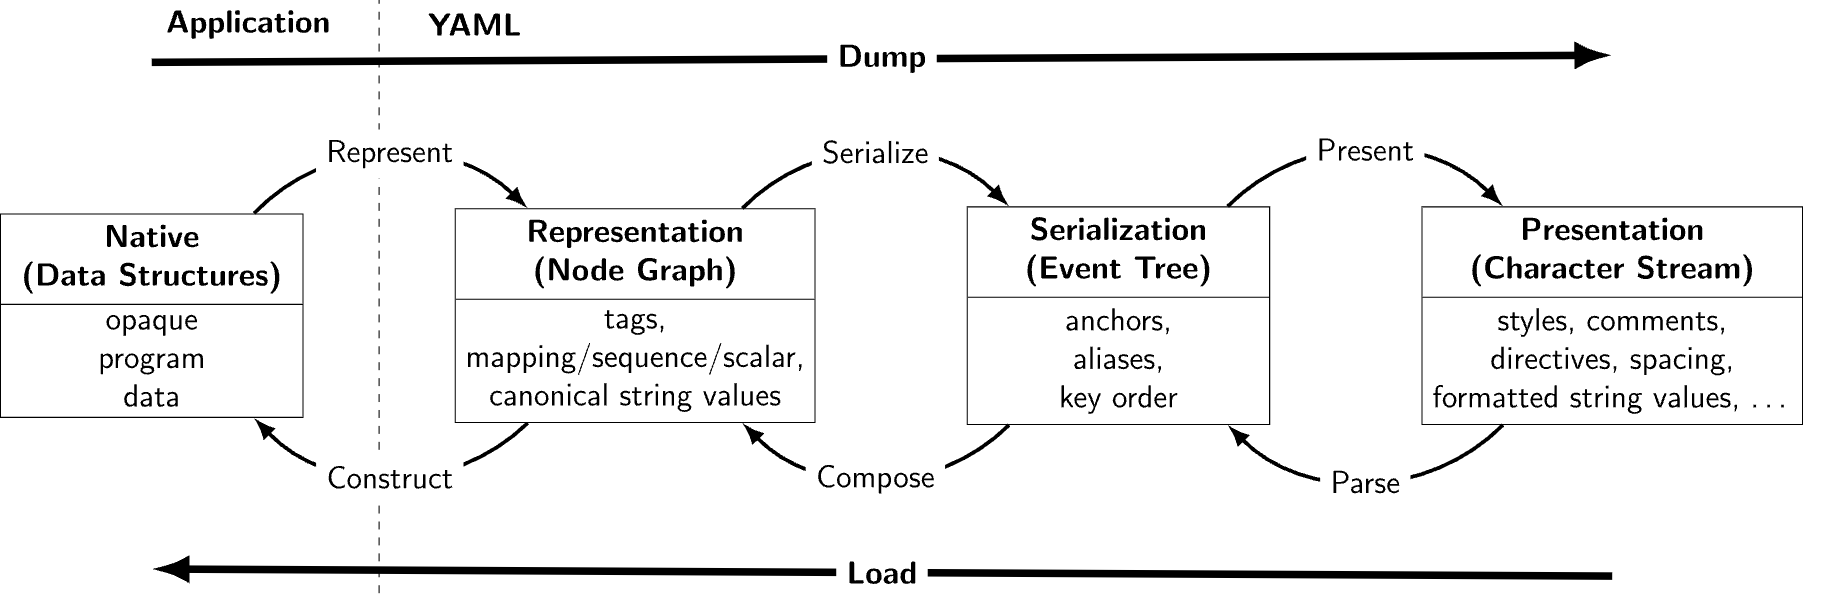 Application
YAML
Dump
Represent
Serialize
Present
Native
(Data Structures)
opaque
program
data
Representation
(Node Graph)
tags,
mapping/sequence/scalar,
canonical string values
Serialization
(Event Tree)
anchors,
aliases,
key order
Presentation
(Character Stream)
styles, comments,
directives, spacing,
formatted string values, ...
Construct
Compose
Parse
Load